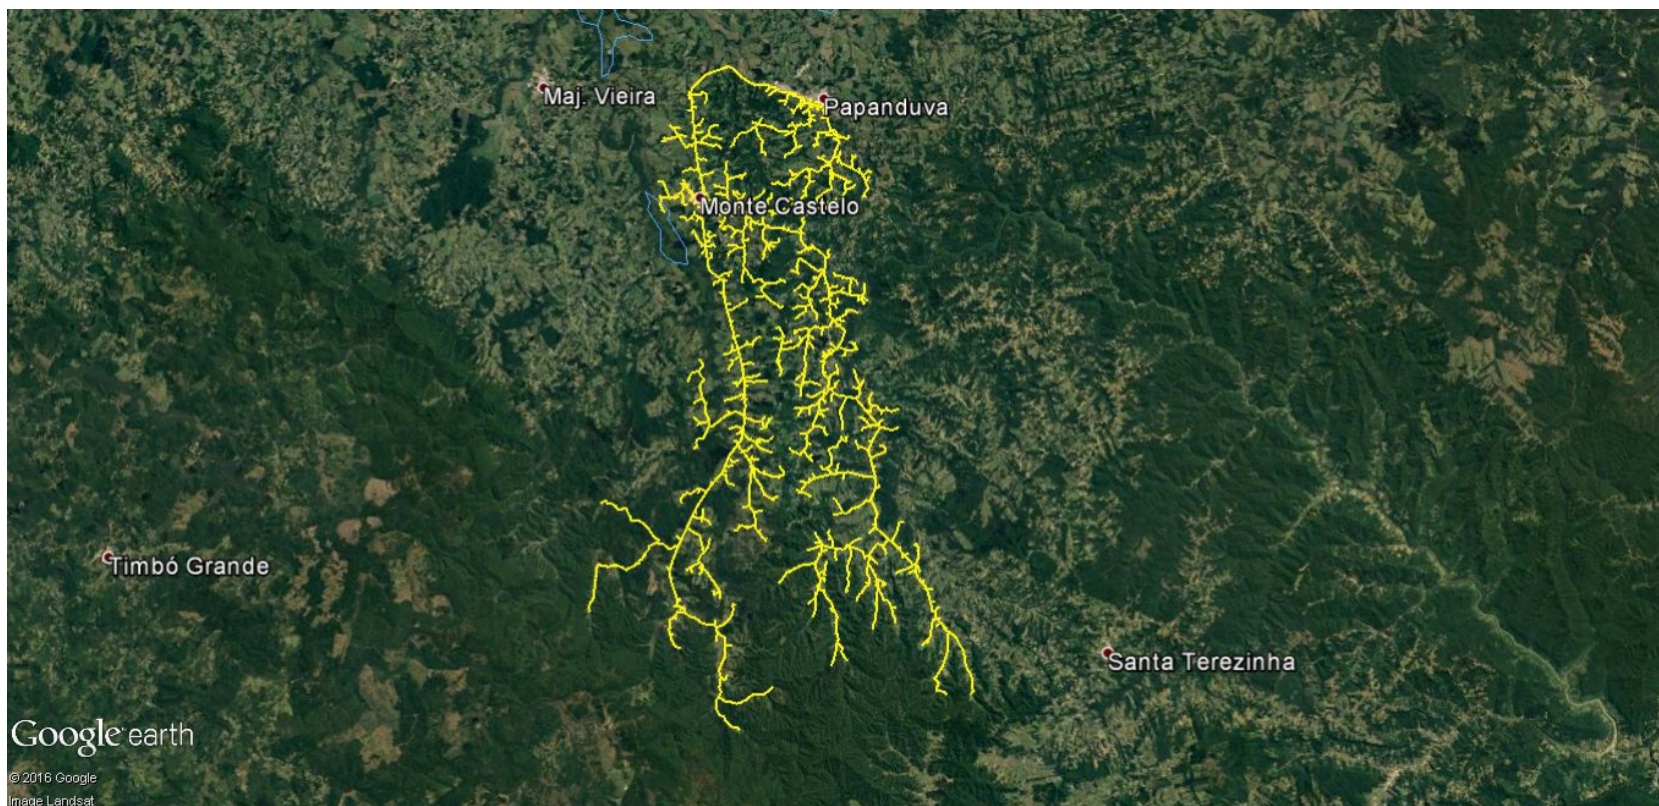 Maj. Vieira
Papanduva
Monte Castelo
Timbó Grande
Santa Terezinha
Google earth
© 2016 Google
Image Landsat